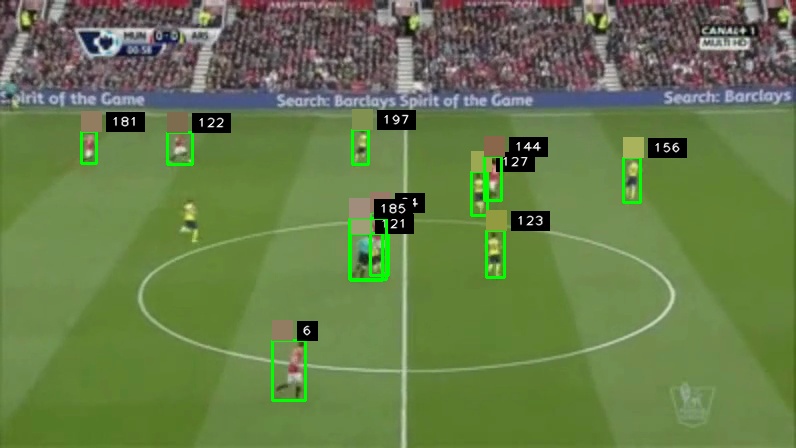 CANAL+ 1
MULTI HD
MUN 0-0 ARS
00:58
Spirit of the Game
Search: Barclays Spirit of the Game
Search: Barclays
181
122
197
144
127
156
185
21
123
6